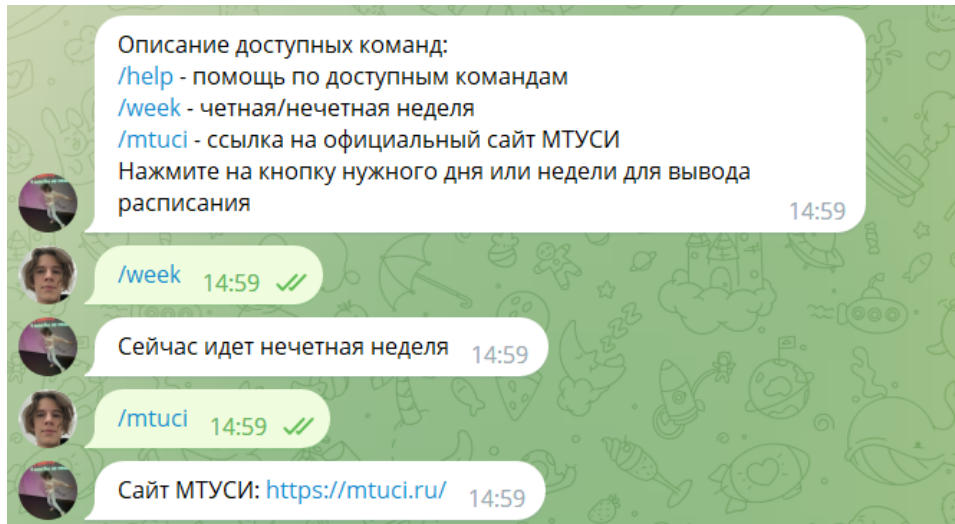 Описание доступных команд:
/help - помощь по доступным командам
/week - четная/нечетная неделя
/mtuci - ссылка на официальный сайт МТУСИ
Нажмите на кнопку нужного дня или недели для вывода
расписания
14:59
/week 14:59
Сейчас идет нечетная неделя 14:59
/mtuci 14:59
Сайт МТУСИ: https://mtuci.ru/ 14:59